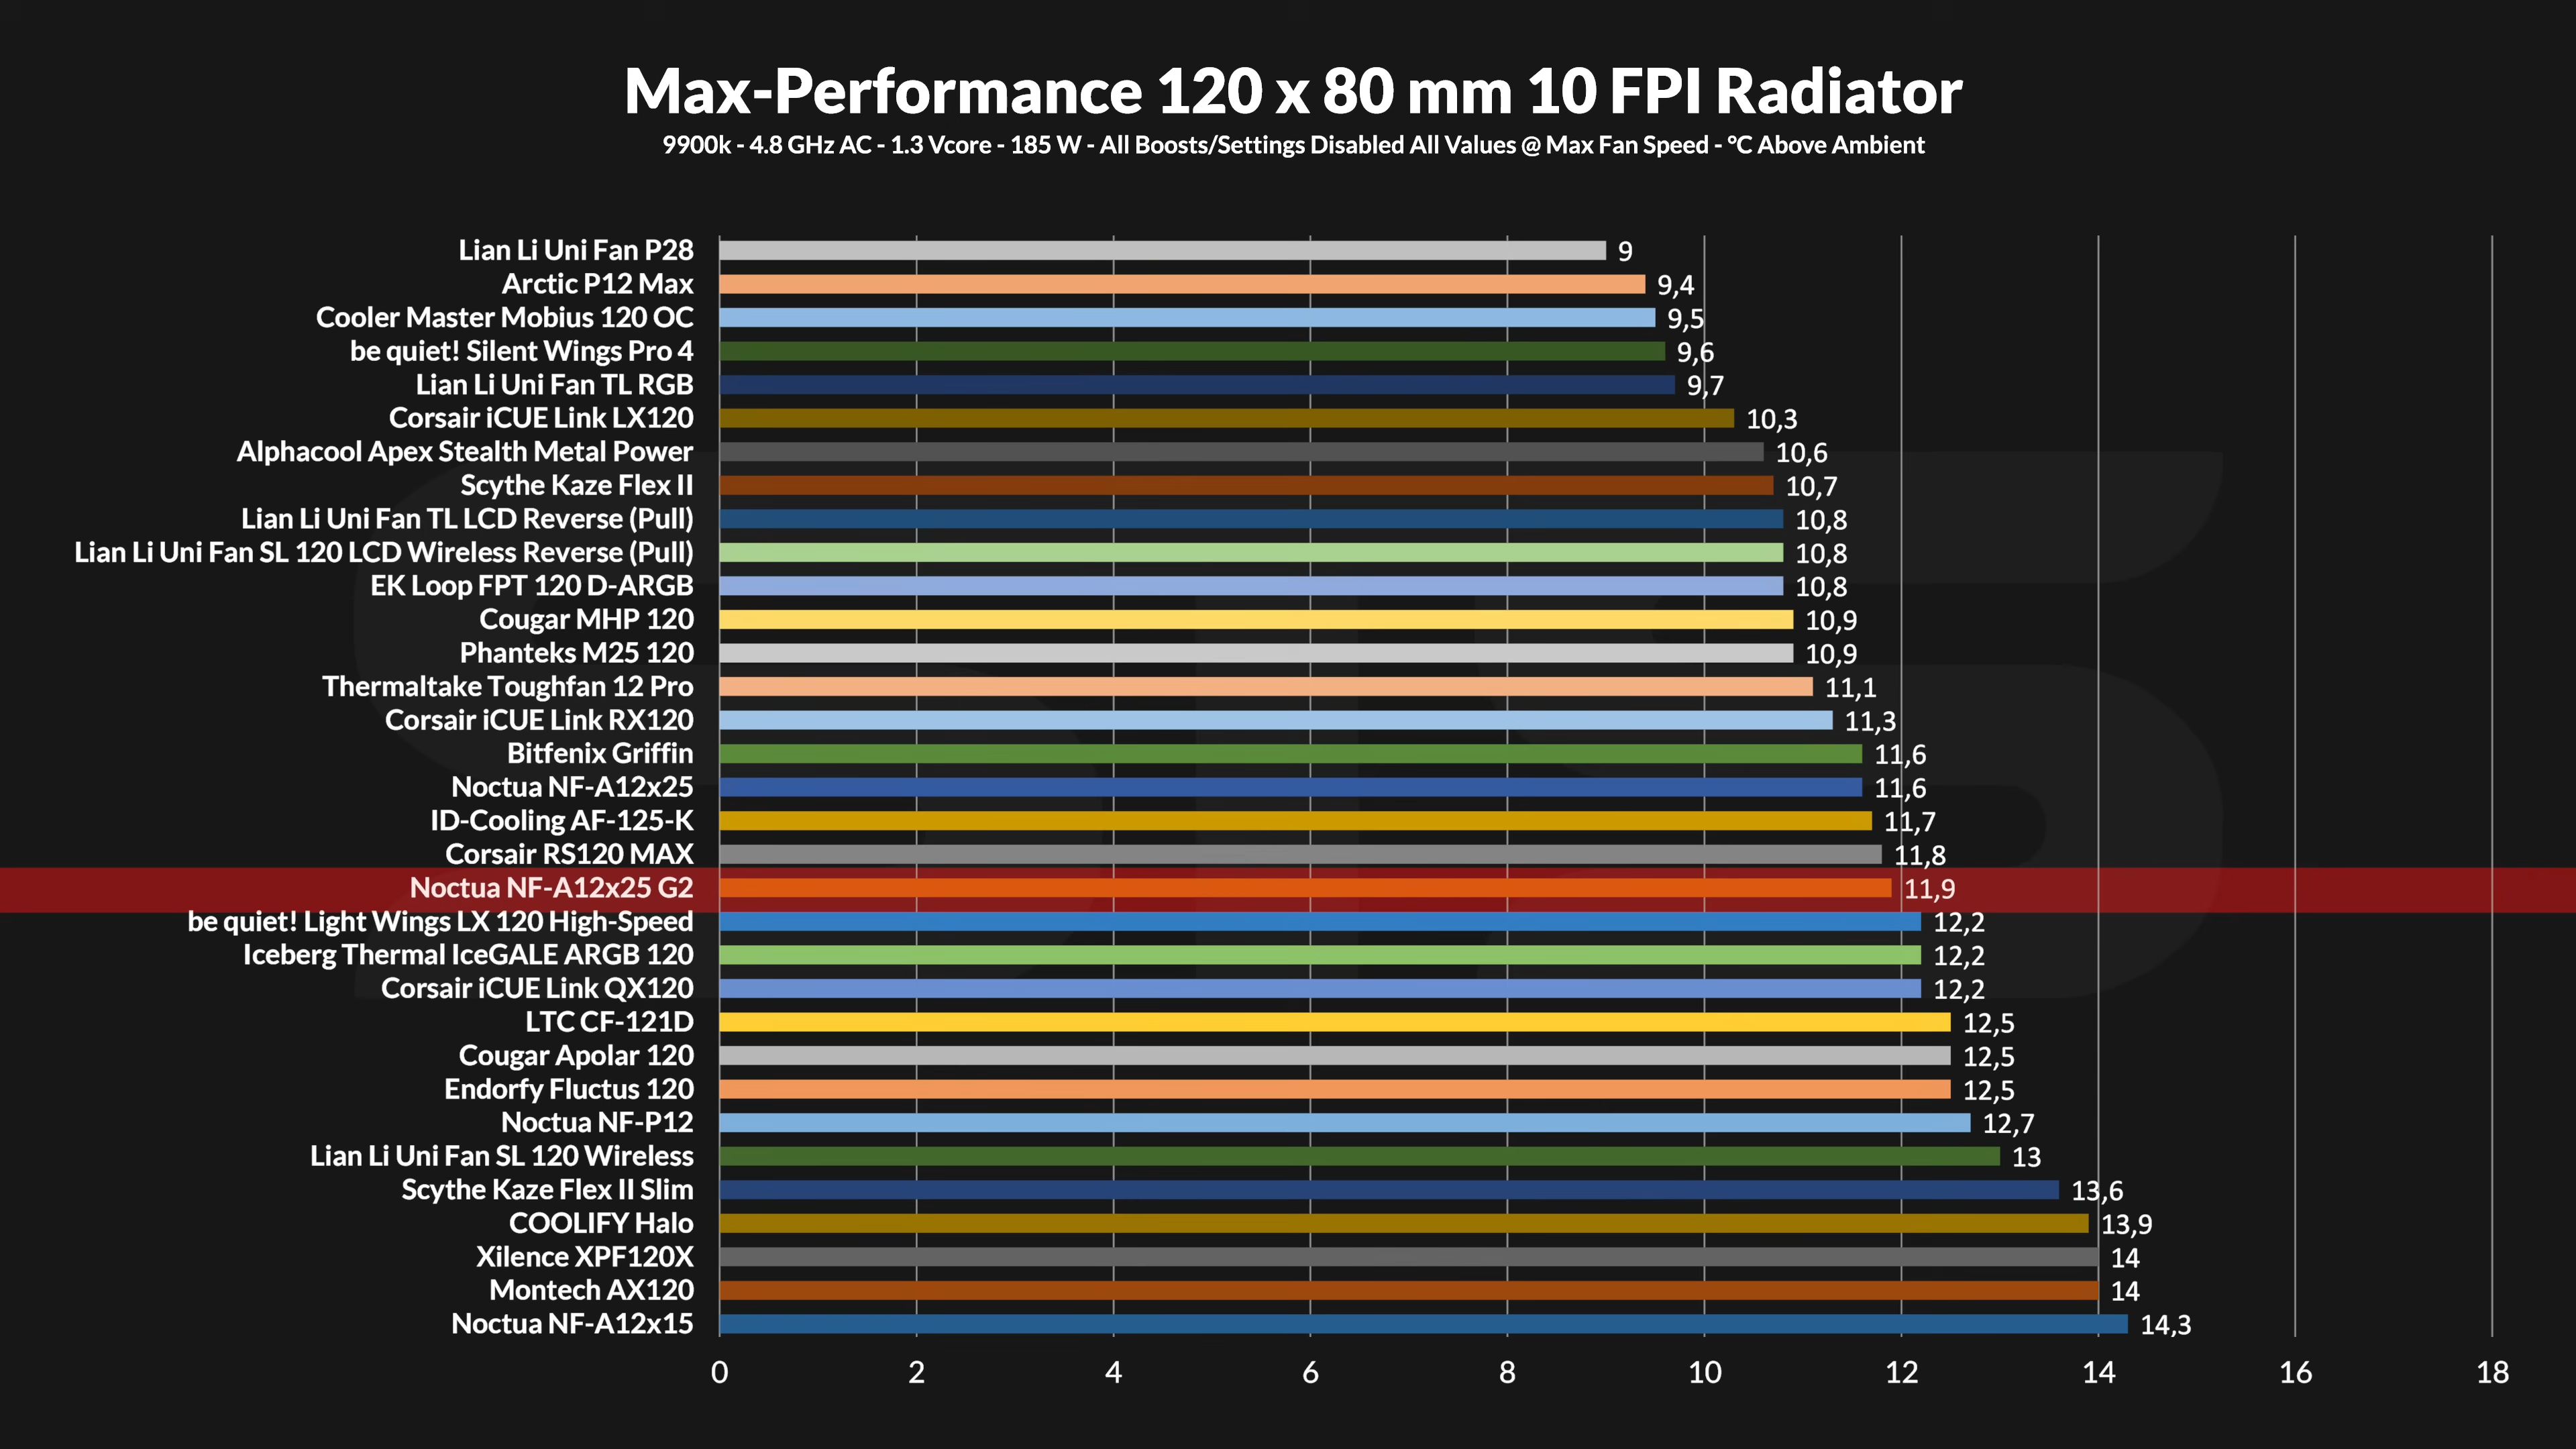 Max-Performance 120 x 80 mm 10 FPI Radiator
9900k - 4.8 GHz AC - 1.3 Vcore - 185 W - All Boosts/Settings Disabled All Values @ Max Fan Speed - °C Above Ambient
Lian Li Uni Fan P28 9
Arctic P12 Max 9,4
Cooler Master Mobius 120 OC 9,5
be quiet! Silent Wings Pro 4 9,6
Lian Li Uni Fan TL RGB 9,7
Corsair iCUE Link LX120 10,3
Alphacool Apex Stealth Metal Power 10,6
Scythe Kaze Flex II 10,7
Lian Li Uni Fan TL LCD Reverse (Pull) 10,8
Lian Li Uni Fan SL 120 LCD Wireless Reverse (Pull) 10,8
EK Loop FPT 120 D-ARGB 10,8
Cougar MHP 120 10,9
Phanteks M25 120 10,9
Thermaltake Toughfan 12 Pro 11,1
Corsair iCUE Link RX120 11,3
Bitfenix Griffin 11,6
Noctua NF-A12x25 11,6
ID-Cooling AF-125-K 11,7
Corsair RS120 MAX 11,8
Noctua NF-A12x25 G2 11,9
be quiet! Light Wings LX 120 High-Speed 12,2
Iceberg Thermal IceGALE ARGB 120 12,2
Corsair iCUE Link QX120 12,2
LTC CF-121D 12,5
Cougar Apolar 120 12,5
Endorfy Fluctus 120 12,5
Noctua NF-P12 12,7
Lian Li Uni Fan SL 120 Wireless 13
Scythe Kaze Flex II Slim 13,6
COOLIFY Halo 13,9
Xilence XPF120X 14
Montech AX120 14
Noctua NF-A12x15 14,3
0 2 4 6 8 10 12 14 16 18